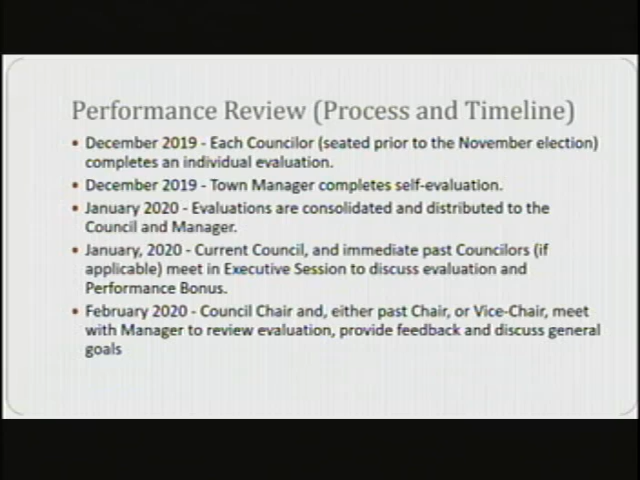 Performance Review (Process and Timeline)
• December 2019 - Each Councilor (seated prior to the November election)
completes an individual evaluation.
• December 2019 - Town Manager completes self-evaluation.
• January 2020 - Evaluations are consolidated and distributed to the
Council and Manager.
• January, 2020 - Current Council, and immediate past Councilors (if
applicable) meet in Executive Session to discuss evaluation and
Performance Bonus.
• February 2020 - Council Chair and, either past Chair, or Vice-Chair, meet
with Manager to review evaluation, provide feedback and discuss general
goals